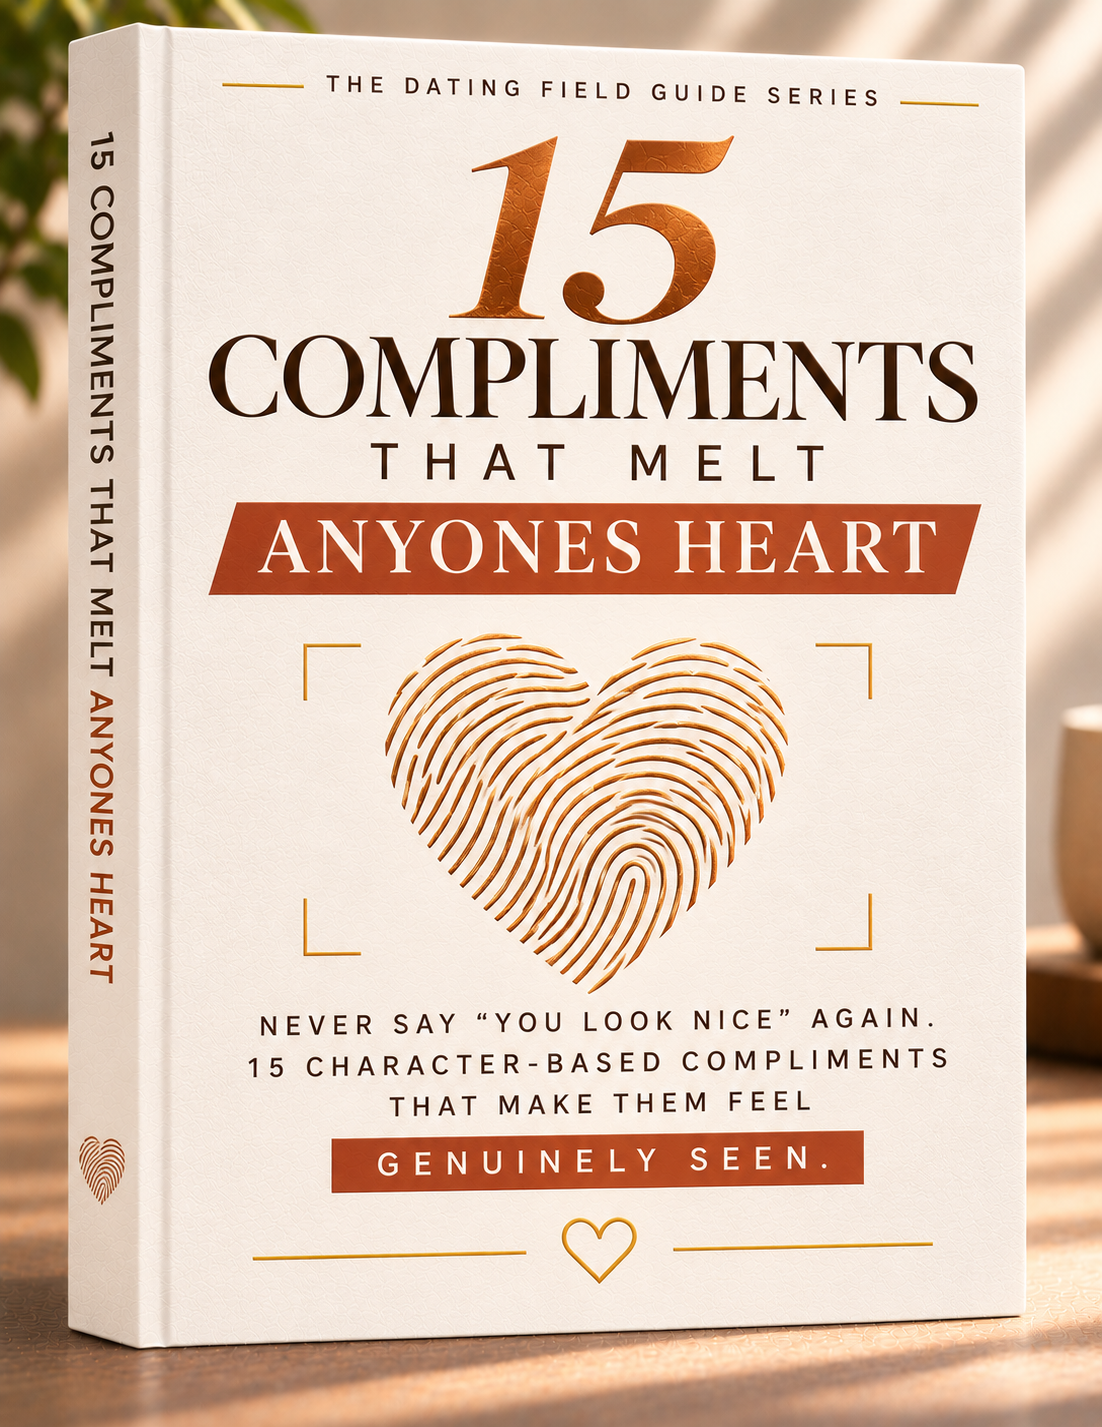 THE DATING FIELD GUIDE SERIES
15
COMPLIMENTS
THAT MELT
ANYONES HEART
NEVER SAY “YOU LOOK NICE” AGAIN.
15 CHARACTER-BASED COMPLIMENTS
THAT MAKE THEM FEEL
GENUINELY SEEN.
15 COMPLIMENTS THAT MELT ANYONES HEART